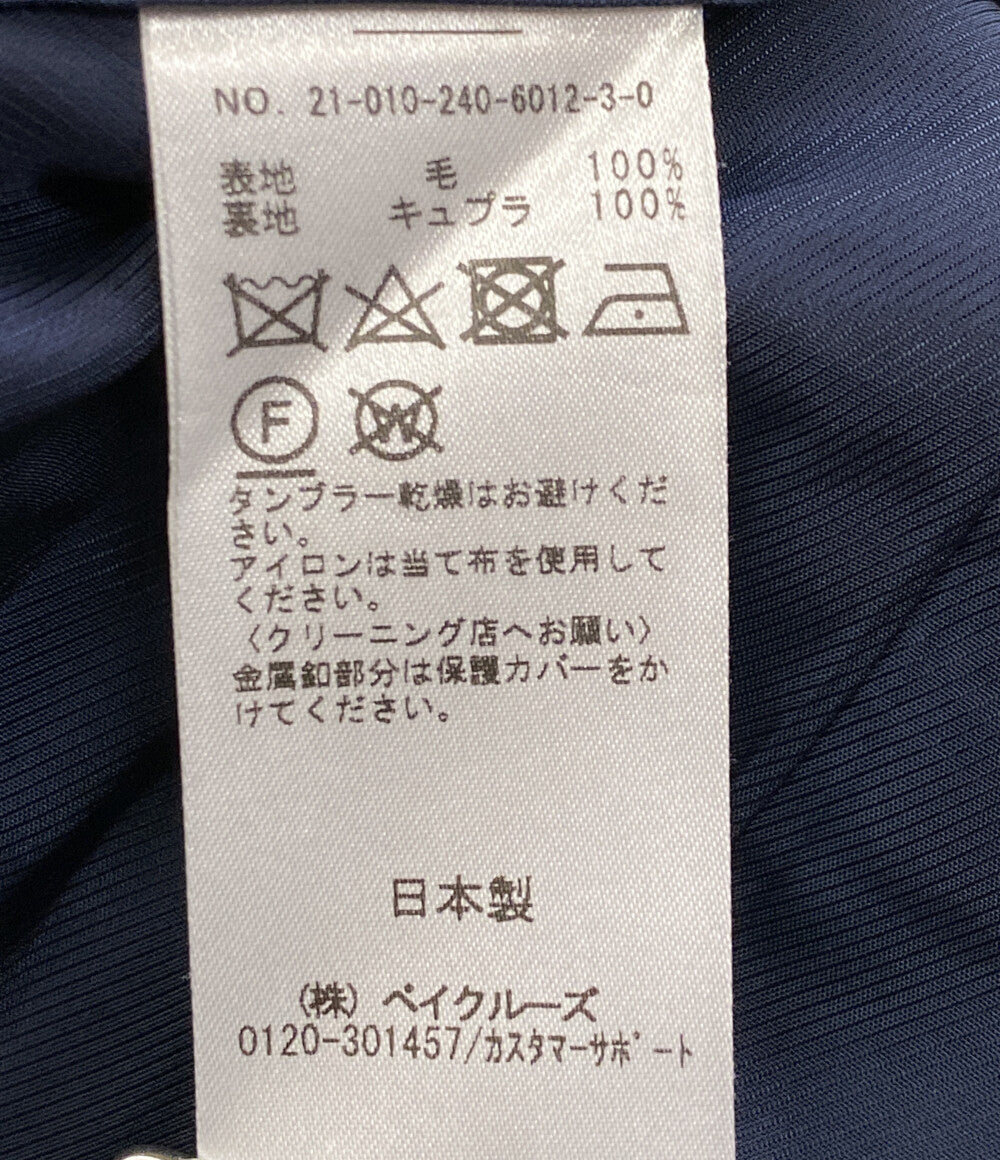 NO. 21-010-240-6012-3-0
表地 毛 100%
裏地 キュプラ 100%
F W
タンブラー乾燥はお避けくだ
さい。
アイロンは当て布を使用して
ください。
〈クリーニング店へお願い〉
金属釦部分は保護カバーをか
けてください。
日本製
(株) ベイクルーズ
0120-301457/カスタマーサポート